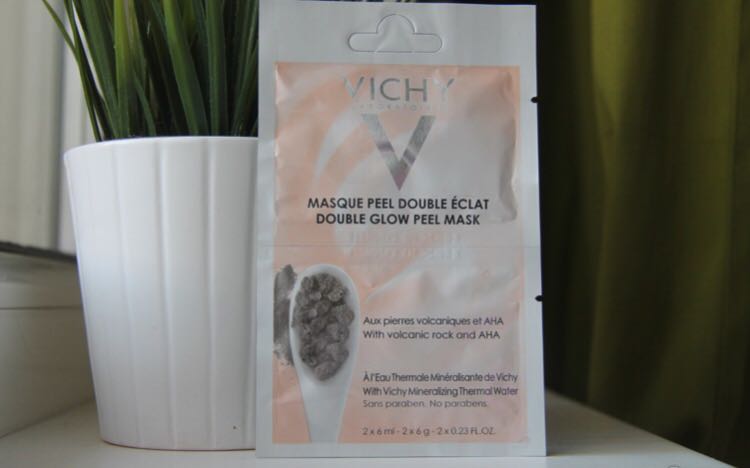 VICHY
LABORATOIRES
V
MASQUE PEEL DOUBLE ÉCLAT
DOUBLE GLOW PEEL MASK
Aux pierres volcaniques et AHA
With volcanic rock and AHA
À l'Eau Thermale Minéralisante de Vichy
With Vichy Mineralizing Thermal Water
Sans paraben. No parabens.
2 x 6 ml - 2 x 6 g - 2 x 0.23 FL.OZ.